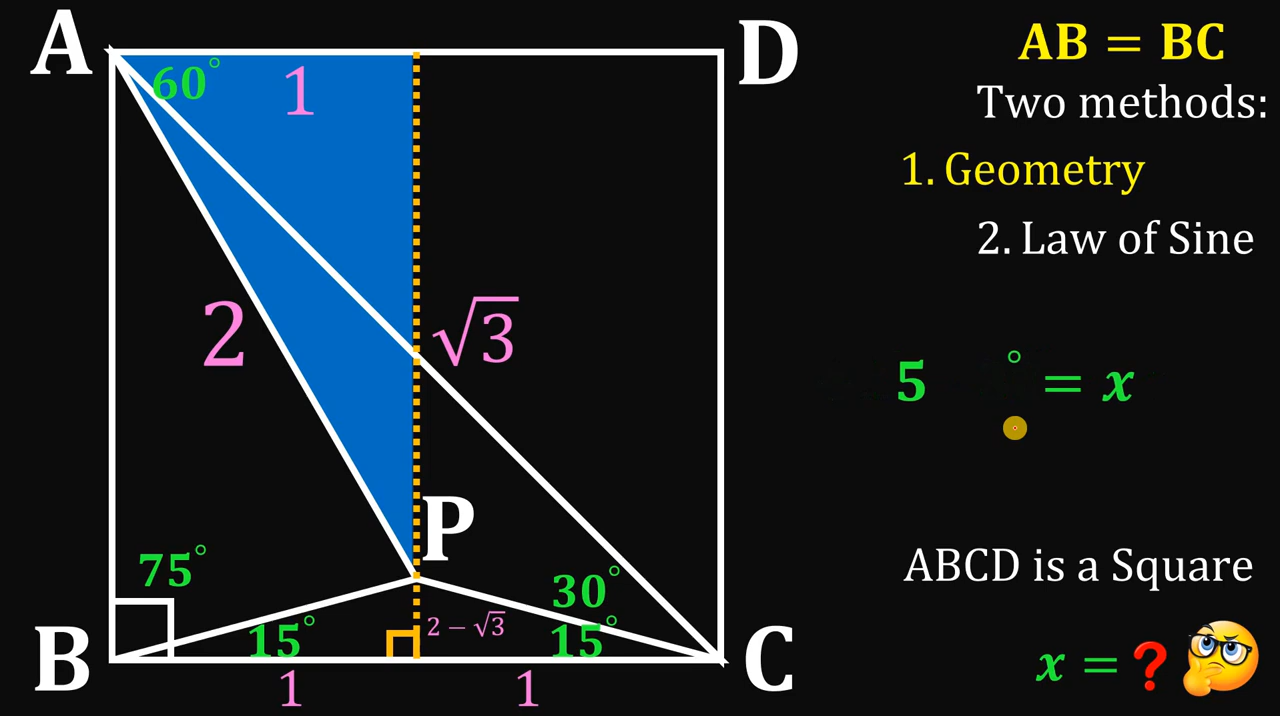 A
D
AB = BC
60°
1
Two methods:
1. Geometry
2. Law of Sine
2
√3
5 ° = x
P
75°
30°
ABCD is a Square
15°
2 − √3
15°
B
C
1
1
x = ❓